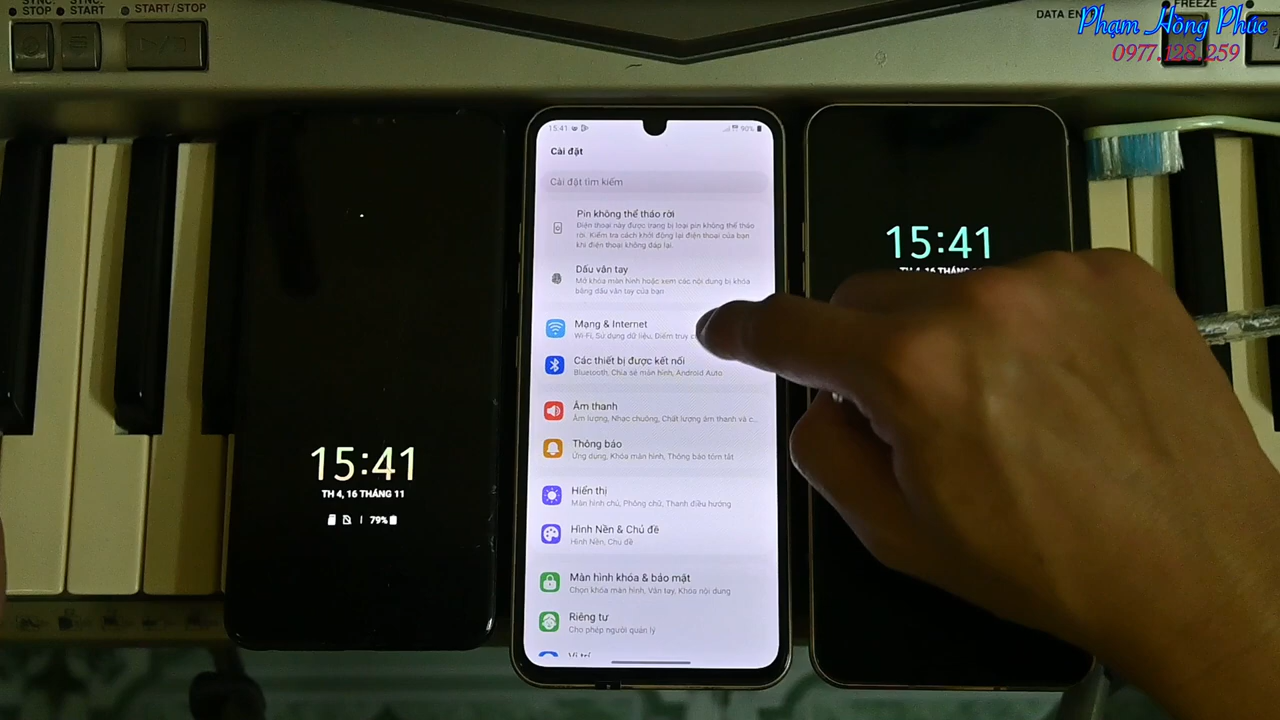 SYNC.
STOP
SYNC.
START
START / STOP
FREEZE
DATA EN
Phạm Hồng Phúc
0977.128.259
15:41
90%
Cài đặt
Cài đặt tìm kiếm
Pin không thể tháo rời
Điện thoại này được trang bị loại pin không thể tháo
rời. Kiểm tra cách khởi động lại điện thoại của bạn
khi điện thoại không đáp lại.
Dấu vân tay
Mở khóa màn hình hoặc xem các nội dung bị khóa
bằng dấu vân tay của bạn
Mạng & Internet
Wi-Fi, Sử dụng dữ liệu, Điểm truy c
Các thiết bị được kết nối
Bluetooth, Chia sẻ màn hình, Android Auto
Âm thanh
Âm lượng, Nhạc chuông, Chất lượng âm thanh và c...
Thông báo
Ứng dụng, Khóa màn hình, Thông báo tóm tắt
Hiển thị
Màn hình chủ, Phông chữ, Thanh điều hướng
Hình Nền & Chủ đề
Hình Nền, Chủ đề
Màn hình khóa & bảo mật
Chọn khóa màn hình, Vân tay, Khóa nội dung
Riêng tư
Cho phép người quản lý
Vị trí
15:41
TH 4, 16 THÁNG 11
79%
15:41